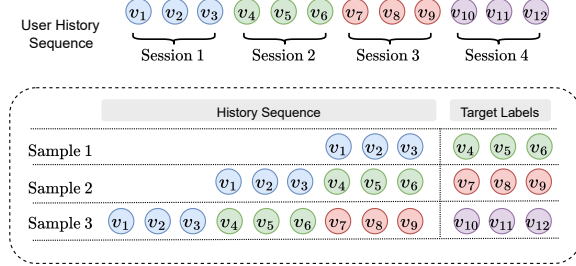 User History Sequence
v1 v2 v3 v4 v5 v6 v7 v8 v9 v10 v11 v12
Session 1 Session 2 Session 3 Session 4
History Sequence Target Labels
Sample 1 v1 v2 v3 v4 v5 v6
Sample 2 v1 v2 v3 v4 v5 v6 v7 v8 v9
Sample 3 v1 v2 v3 v4 v5 v6 v7 v8 v9 v10 v11 v12